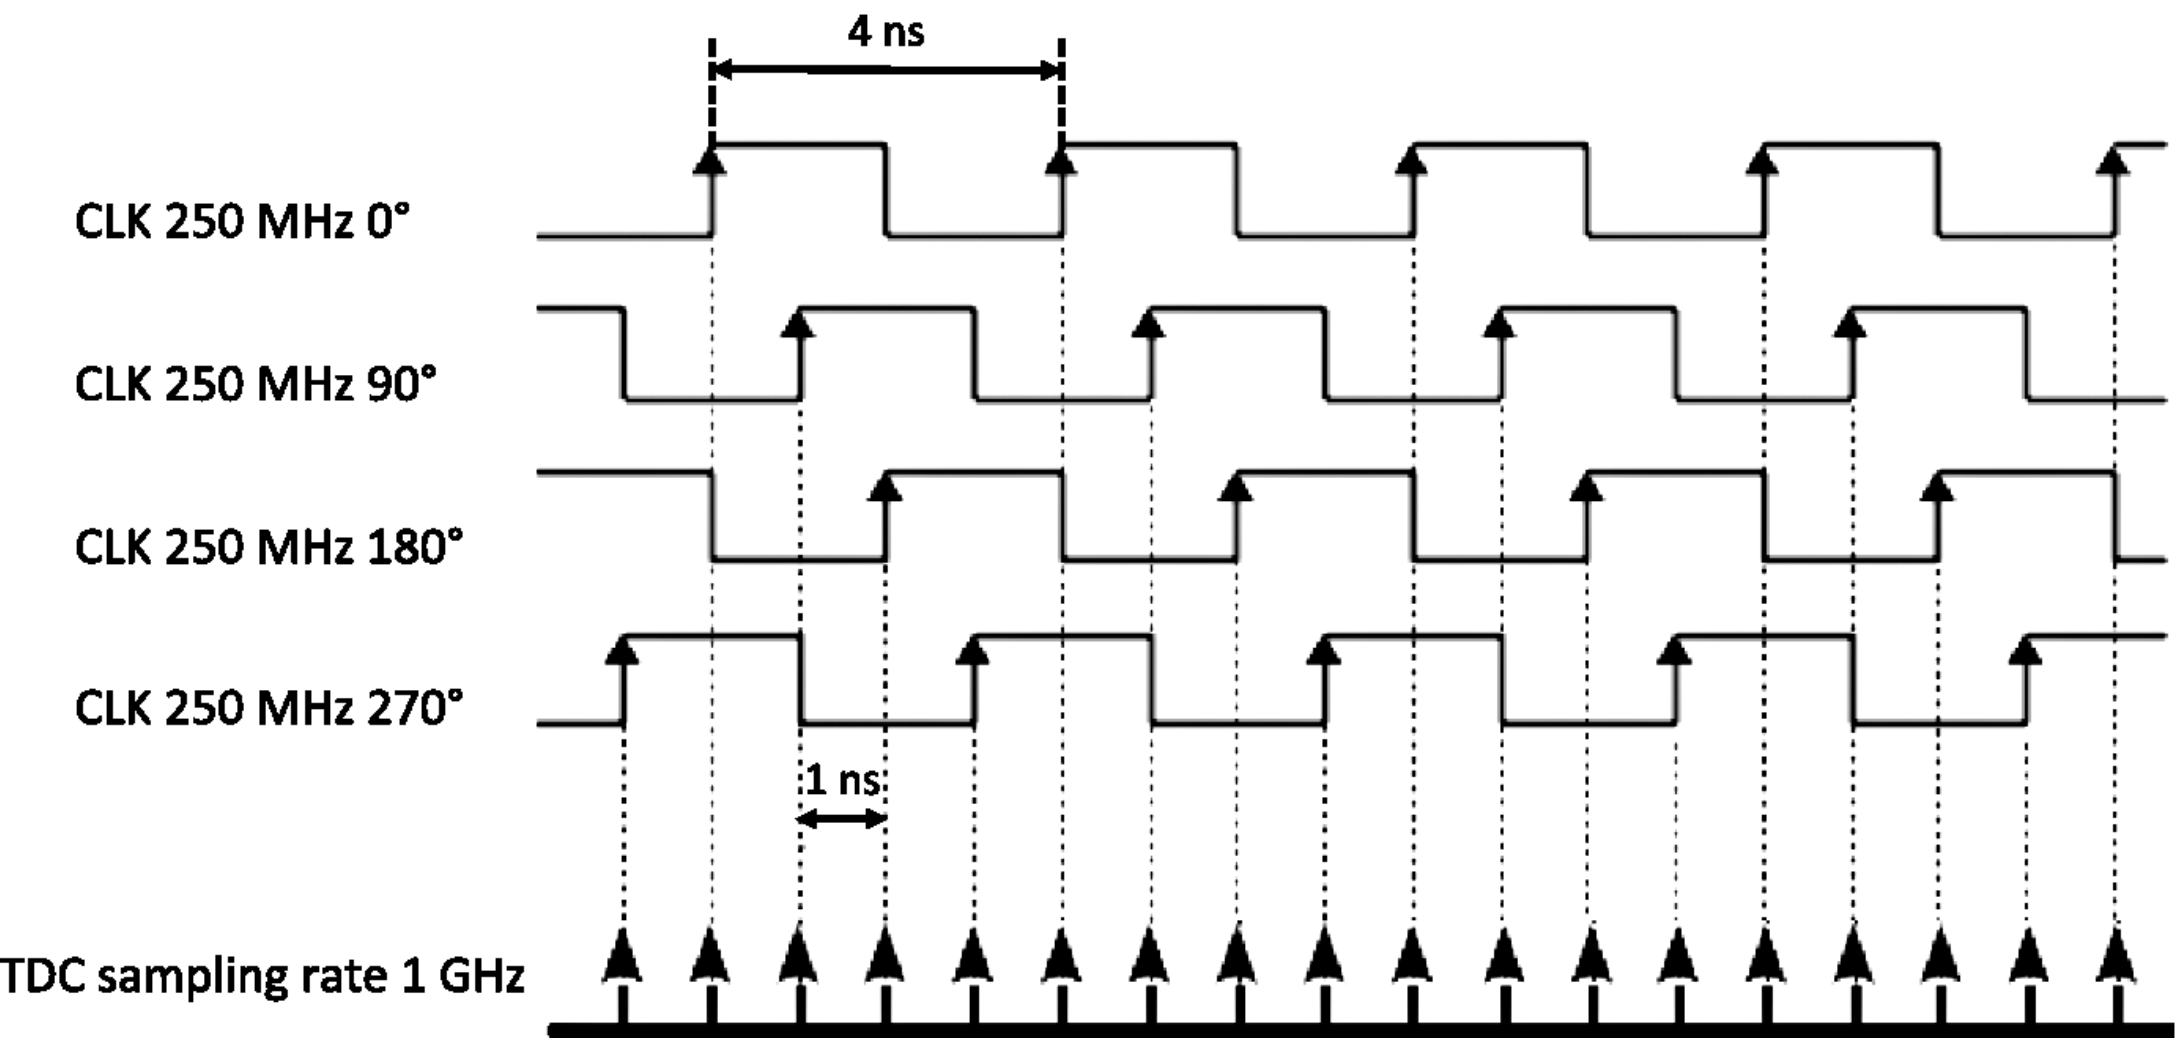 4 ns
CLK 250 MHz 0°
CLK 250 MHz 90°
CLK 250 MHz 180°
CLK 250 MHz 270°
1 ns
TDC sampling rate 1 GHz